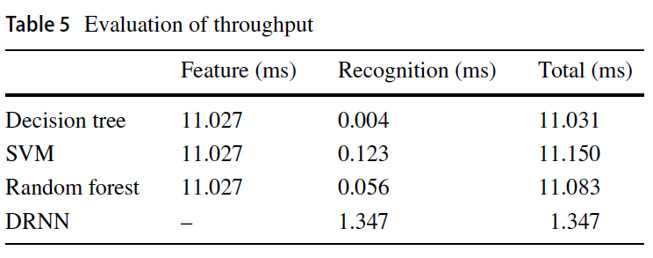 Table 5 Evaluation of throughput
Feature (ms) Recognition (ms) Total (ms)
Decision tree 11.027 0.004 11.031
SVM 11.027 0.123 11.150
Random forest 11.027 0.056 11.083
DRNN – 1.347 1.347